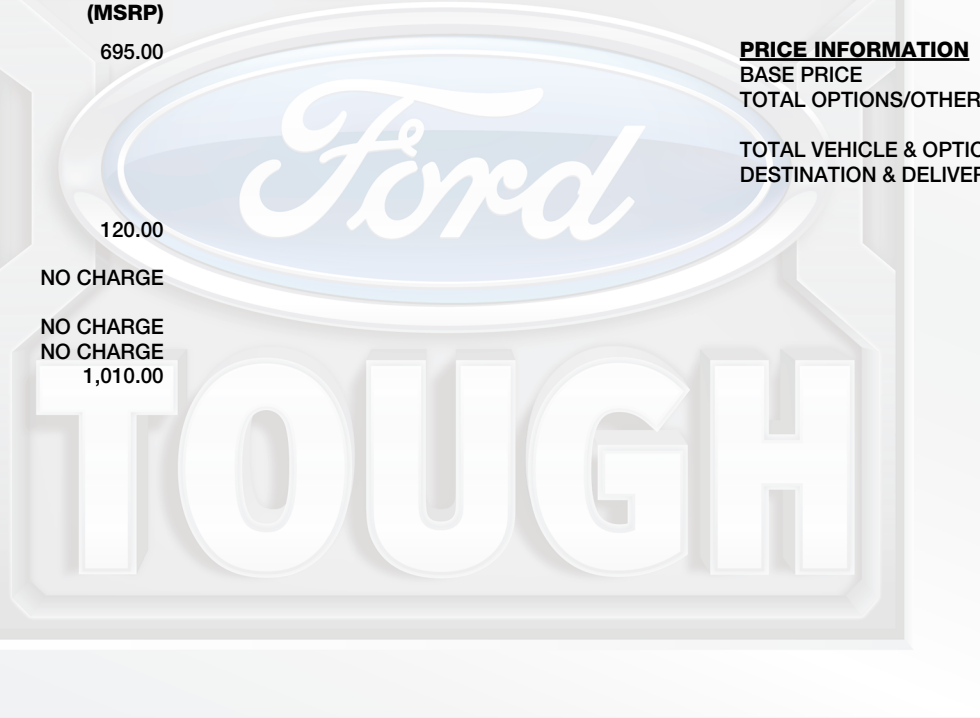 (MSRP)
695.00
120.00
NO CHARGE
NO CHARGE
NO CHARGE
1,010.00
PRICE INFORMATION
BASE PRICE
TOTAL OPTIONS/OTHER
TOTAL VEHICLE & OPTIO
DESTINATION & DELIVER
Ford
TOUGH